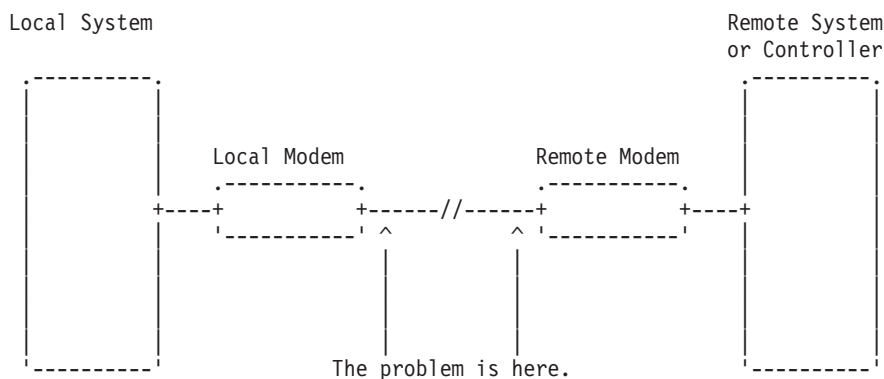 Local System
Remote System
or Controller
Local Modem
Remote Modem
The problem is here.